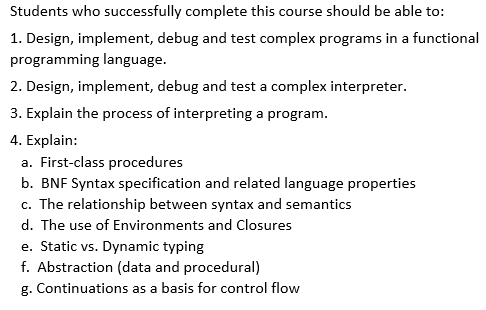 Students who successfully complete this course should be able to:
1. Design, implement, debug and test complex programs in a functional
programming language.
2. Design, implement, debug and test a complex interpreter.
3. Explain the process of interpreting a program.
4. Explain:
a. First-class procedures
b. BNF Syntax specification and related language properties
c. The relationship between syntax and semantics
d. The use of Environments and Closures
e. Static vs. Dynamic typing
f. Abstraction (data and procedural)
g. Continuations as a basis for control flow